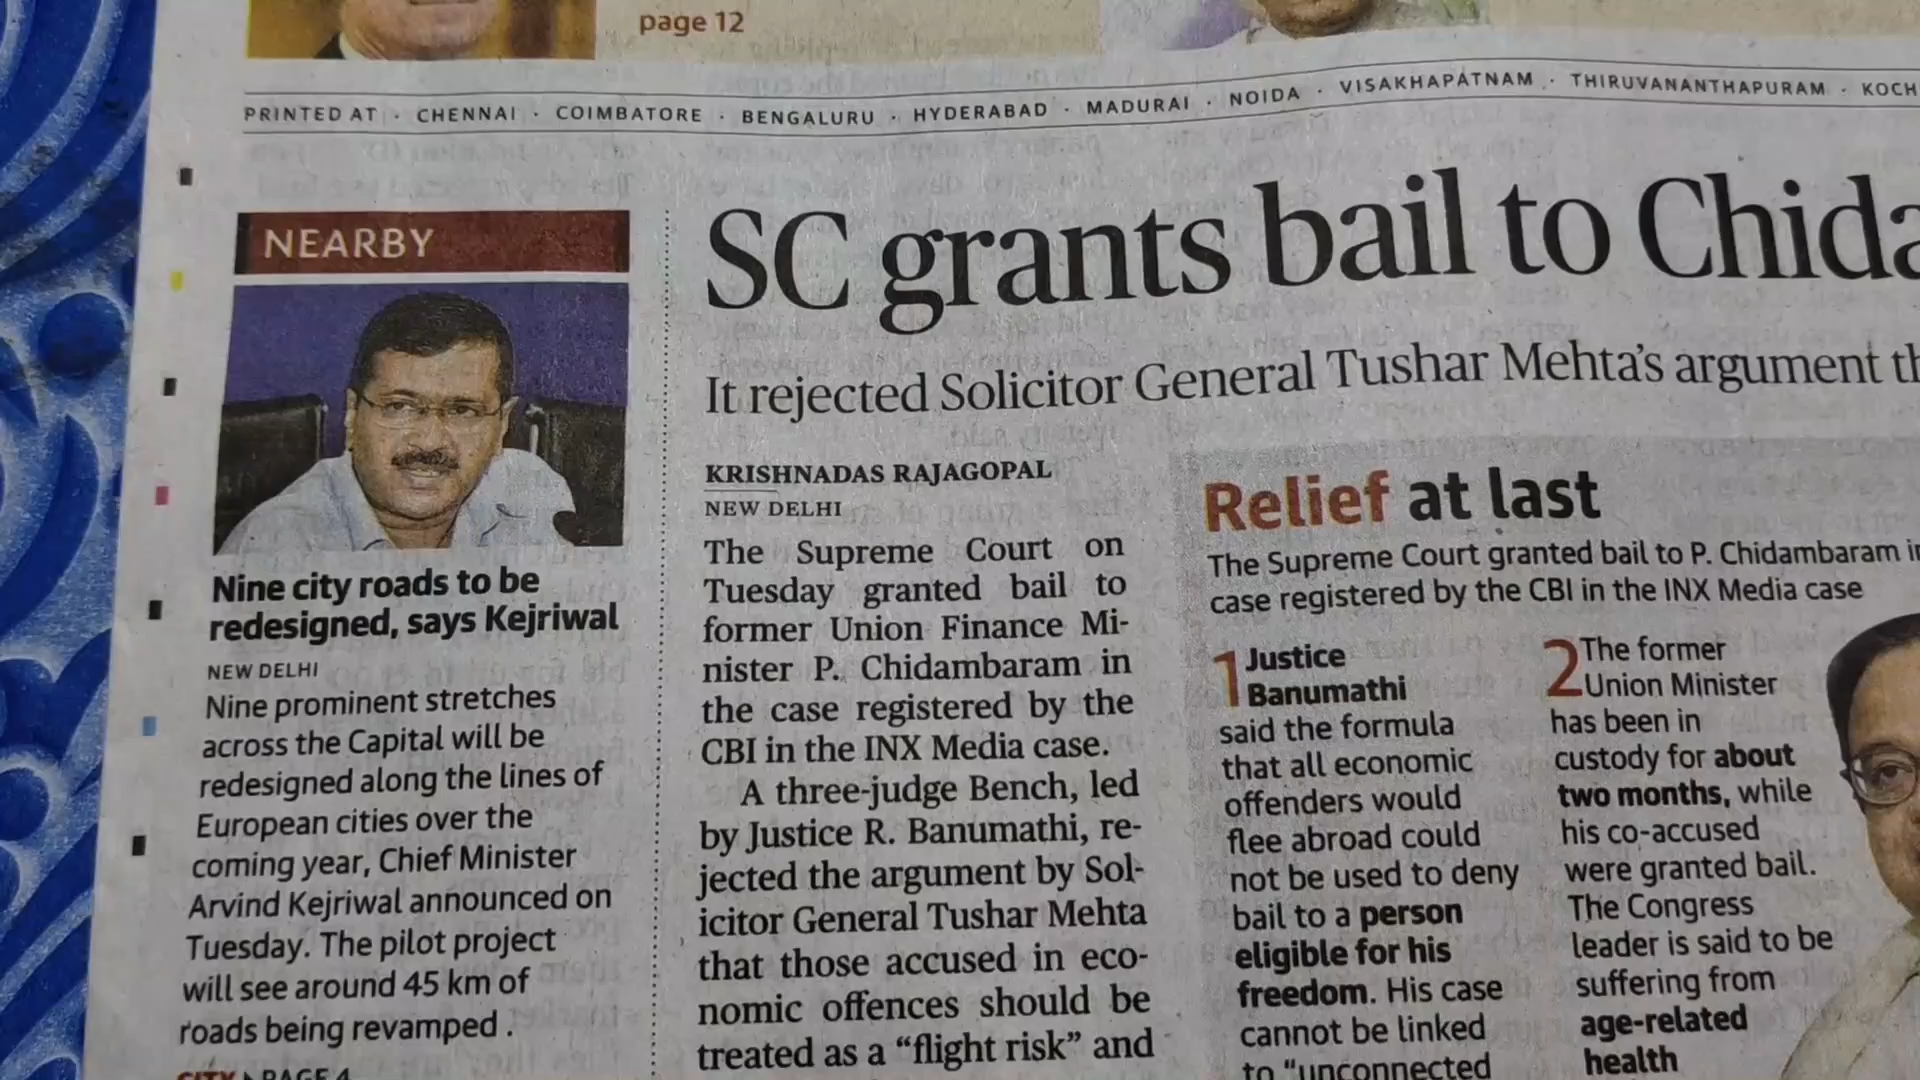 page 12
PRINTED AT · CHENNAI · COIMBATORE · BENGALURU · HYDERABAD · MADURAI · NOIDA · VISAKHAPATNAM · THIRUVANANTHAPURAM · KOCH
NEARBY
Nine city roads to be
redesigned, says Kejriwal
NEW DELHI
Nine prominent stretches
across the Capital will be
redesigned along the lines of
European cities over the
coming year, Chief Minister
Arvind Kejriwal announced on
Tuesday. The pilot project
will see around 45 km of
roads being revamped .
CITY PAGE 4
SC grants bail to Chida
It rejected Solicitor General Tushar Mehta's argument th
KRISHNADAS RAJAGOPAL
NEW DELHI
The Supreme Court on
Tuesday granted bail to
former Union Finance Mi-
nister P. Chidambaram in
the case registered by the
CBI in the INX Media case.
A three-judge Bench, led
by Justice R. Banumathi, re-
jected the argument by Sol-
icitor General Tushar Mehta
that those accused in eco-
nomic offences should be
treated as a “flight risk” and
Relief at last
The Supreme Court granted bail to P. Chidambaram in
case registered by the CBI in the INX Media case
1 Justice
Banumathi
said the formula
that all economic
offenders would
flee abroad could
not be used to deny
bail to a person
eligible for his
freedom. His case
cannot be linked
to “unconnected
2 The former
Union Minister
has been in
custody for about
two months, while
his co-accused
were granted bail.
The Congress
leader is said to be
suffering from
age-related
health